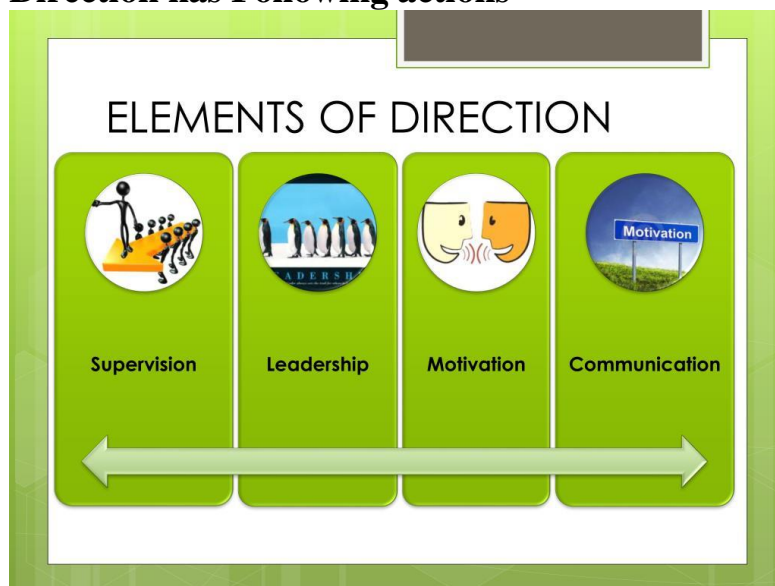 Direction has Following actions
ELEMENTS OF DIRECTION
Motivation
Supervision
Leadership
Motivation
Communication